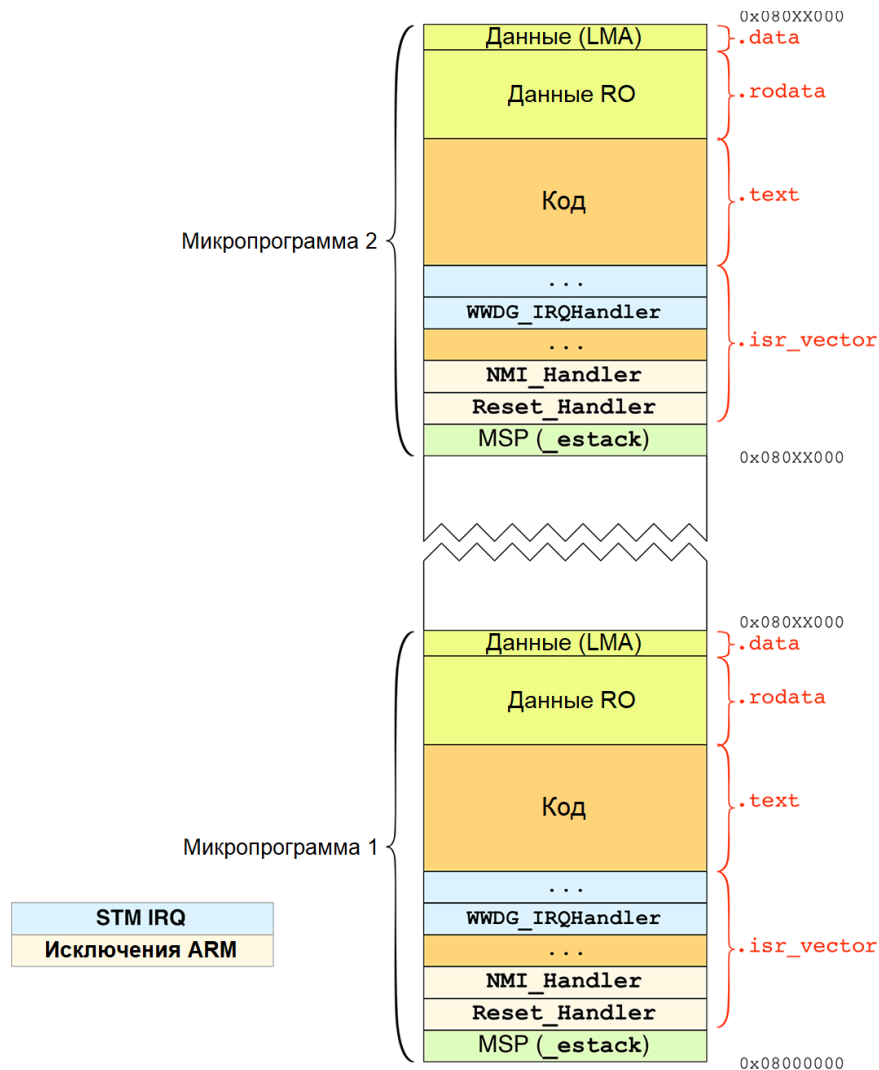 0x080XX000
Данные (LMA)
.data
Данные RO
.rodata
Код
.text
Микропрограмма 2
...
WWDG_IRQHandler
...
.isr_vector
NMI_Handler
Reset_Handler
MSP (_estack)
0x080XX000
0x080XX000
Данные (LMA)
.data
Данные RO
.rodata
Код
.text
Микропрограмма 1
...
STM IRQ
WWDG_IRQHandler
Исключения ARM
...
.isr_vector
NMI_Handler
Reset_Handler
MSP (_estack)
0x08000000